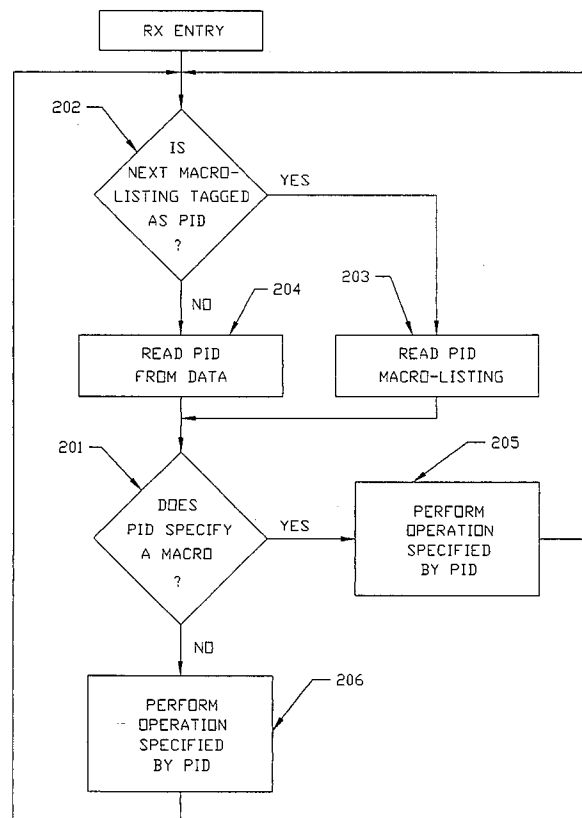 RX ENTRY
202
IS
NEXT MACRO-
LISTING TAGGED
AS PID
?
YES
NO
204
203
READ PID
FROM DATA
READ PID
MACRO-LISTING
201
205
DOES
PID SPECIFY
A MACRO
?
YES
PERFORM
OPERATION
SPECIFIED
BY PID
NO
206
PERFORM
OPERATION
SPECIFIED
BY PID